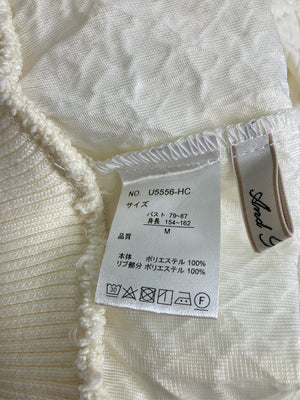 NO. U5556-HC
サイズ
バスト 79~87
身長 154~162
M
品質
本体 ポリエステル 100%
リブ部分 ポリエステル 100%
And